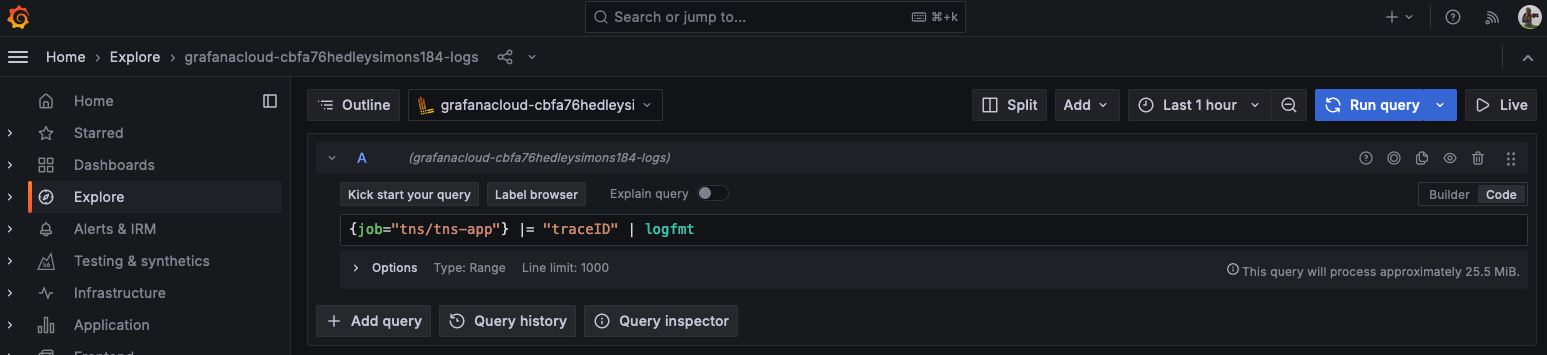 Search or jump to... ⌘+k
Home › Explore › grafanacloud-cbfa76hedleysimons184-logs
Home
Starred
Dashboards
Explore
Alerts & IRM
Testing & synthetics
Infrastructure
Application
Frontend
Outline grafanacloud-cbfa76hedleysi Split Add Last 1 hour Run query Live
A (grafanacloud-cbfa76hedleysimons184-logs)
Kick start your query Label browser Explain query Builder Code
{job="tns/tns-app"} |= "traceID" | logfmt
Options Type: Range Line limit: 1000 This query will process approximately 25.5 MiB.
+ Add query Query history Query inspector